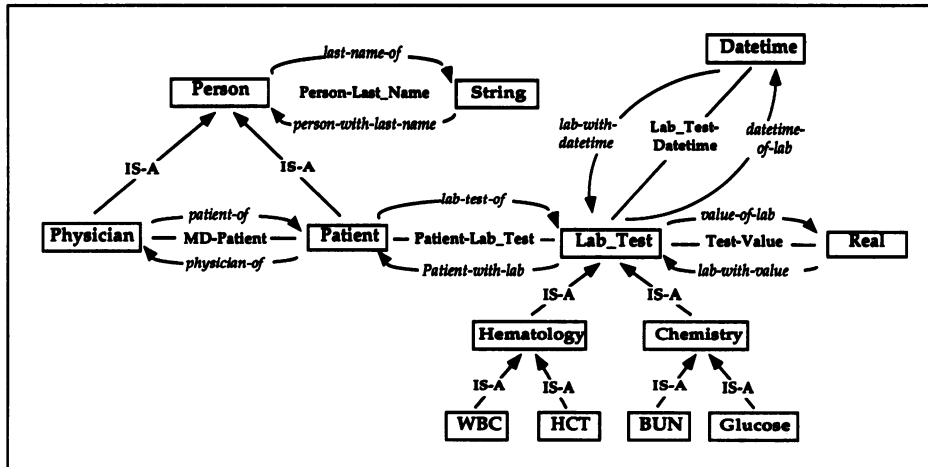 last-name-of
Datetime
Person
Person-Last_Name
String
person-with-last-name
lab-with-
datetime
Lab_Test-
Datetime
datetime-
of-lab
IS-A
IS-A
patient-of
lab-test-of
value-of-lab
Physician
MD-Patient
Patient
Patient-Lab_Test
Lab_Test
Test-Value
Real
physician-of
Patient-with-lab
lab-with-value
IS-A
IS-A
Hematology
Chemistry
IS-A
IS-A
IS-A
IS-A
WBC
HCT
BUN
Glucose